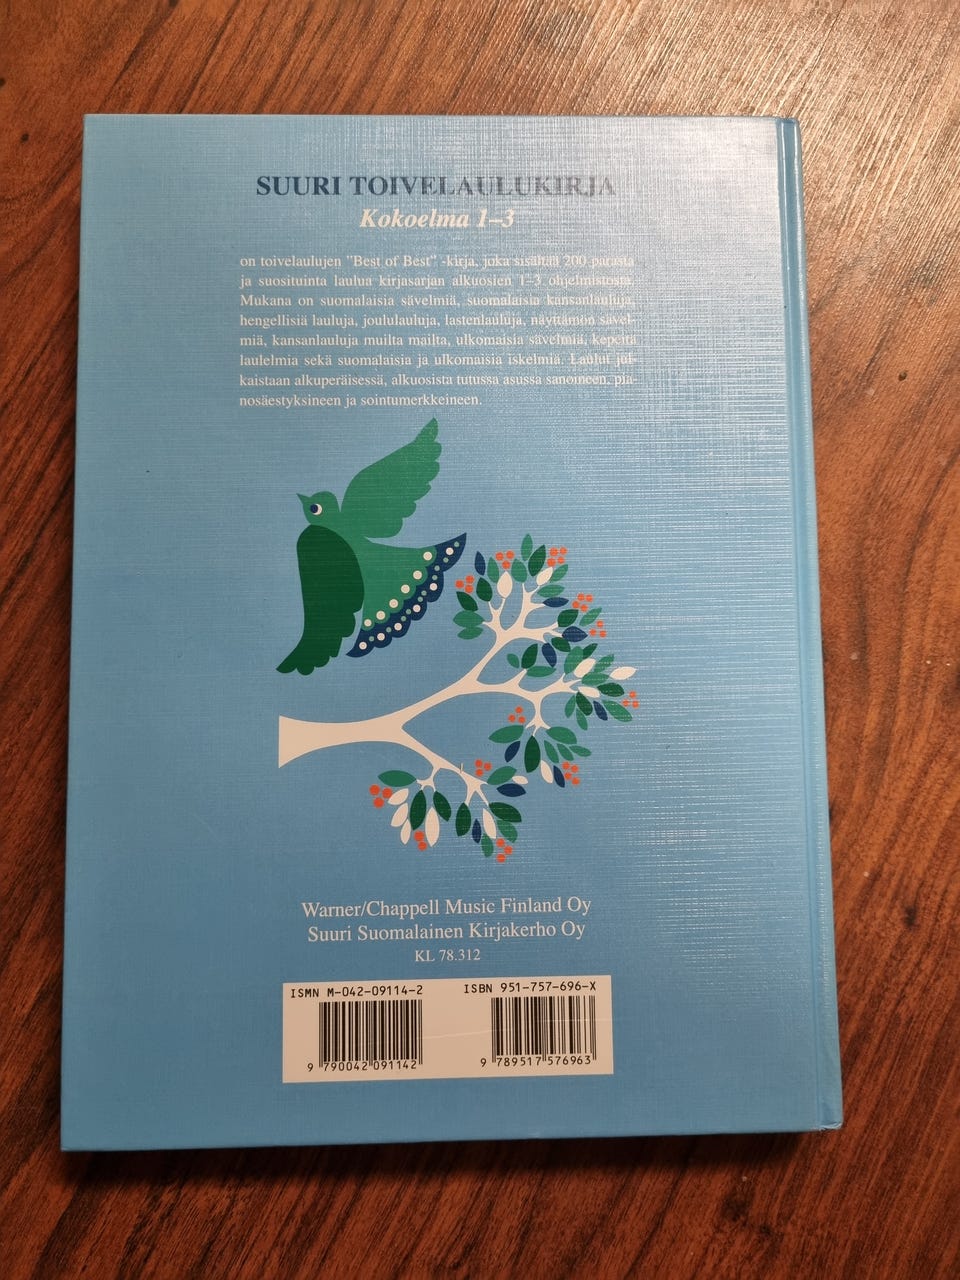 SUURI TOIVELAULUKIRJA
Kokoelma 1–3
on toivelaulujen "Best of Best" -kirja, joka sisältää 200 parasta
ja suosituinta laulua kirjasarjan alkuosien 1–3 ohjelmistosta.
Mukana on suomalaisia sävelmiä, suomalaisia kansanlauluja,
hengellisiä lauluja, joululauluja, lastenlauluja, näyttämön sävel-
miä, kansanlauluja muilta mailta, ulkomaisia sävelmiä, kepeitä
laulelmia sekä suomalaisia ja ulkomaisia iskelmiä. Laulut jul-
kaistaan alkuperäisessä, alkuosista tutussa asussa sanoineen, pia-
nosäestyksineen ja sointumerkkeineen.
Warner/Chappell Music Finland Oy
Suuri Suomalainen Kirjakerho Oy
KL 78.312
ISMN M-042-09114-2
9 790042 091142
ISBN 951-757-696-X
9 789517 576963